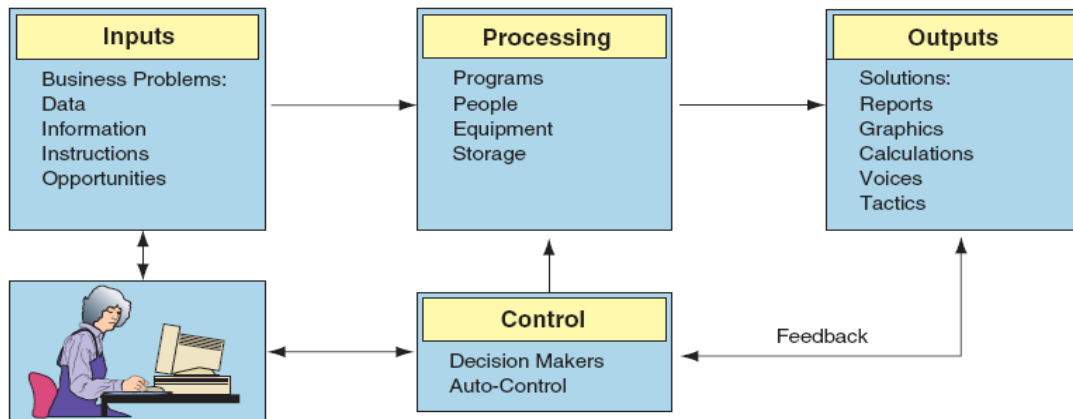 Inputs
Business Problems:
Data
Information
Instructions
Opportunities
Processing
Programs
People
Equipment
Storage
Outputs
Solutions:
Reports
Graphics
Calculations
Voices
Tactics
Control
Decision Makers
Auto-Control
Feedback